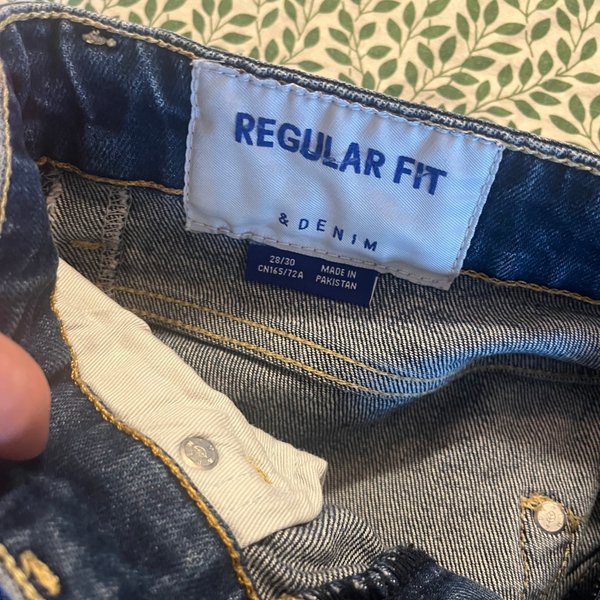 REGULAR FIT
& DENIM
28/30
CN165/72A
MADE IN
PAKISTAN